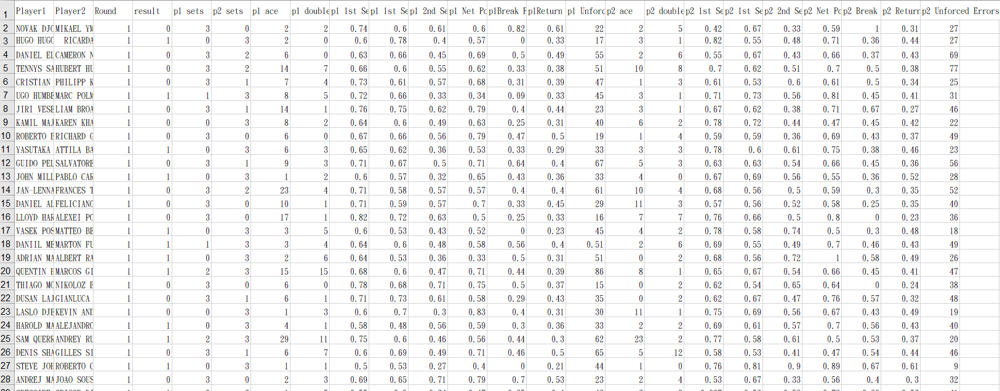 1 Player1 Player2 Round result p1 sets p2 sets p1 ace p1 double p1 1st Se p1 1st Se p1 2nd Se p1 Net Po p1Break P p1Return p1 Unforc p2 ace p2 double p2 1st Se p2 1st Se p2 2nd Se p2 Net Po p2 Break p2 Return p2 Unforced Errors
2 NOVAK DJO MIKAEL YM 1 0 3 0 2 2 0.74 0.6 0.61 0.6 0.82 0.61 22 2 5 0.42 0.67 0.33 0.59 1 0.31 27
3 HUGO HUGO RICARDA 1 1 0 3 2 0 0.6 0.78 0.4 0.57 0 0.33 17 3 1 0.82 0.55 0.48 0.71 0.36 0.44 27
4 DANIEL EL CAMERON N 1 0 3 2 6 0 0.63 0.66 0.45 0.69 0.5 0.49 55 2 6 0.55 0.67 0.43 0.66 0.37 0.43 69
5 TENNYS SA HUBERT HU 1 0 3 2 14 7 0.66 0.6 0.55 0.62 0.33 0.38 51 10 8 0.7 0.62 0.51 0.7 0.5 0.38 77
6 CRISTIAN PHILIPP K 1 0 3 1 7 4 0.73 0.61 0.57 0.68 0.31 0.39 47 1 3 0.61 0.53 0.6 0.61 0.5 0.34 25
7 UGO HUMBE MARC POLM 1 1 1 3 8 5 0.72 0.66 0.33 0.34 0.09 0.33 45 3 1 0.71 0.73 0.56 0.81 0.45 0.41 31
8 JIRI VESE LIAM BROA 1 0 3 1 14 1 0.76 0.75 0.62 0.79 0.4 0.44 23 3 1 0.67 0.62 0.38 0.71 0.67 0.27 46
9 KAMIL MAJ KAREN KHA 1 0 0 3 8 2 0.64 0.6 0.49 0.63 0.25 0.31 40 6 2 0.78 0.72 0.44 0.47 0.45 0.42 22
10 ROBERTO B RICHARD G 1 0 3 0 6 0 0.67 0.66 0.56 0.79 0.47 0.5 19 1 4 0.59 0.59 0.36 0.69 0.43 0.37 49
11 YASUTAKA ATTILA BA 1 1 0 3 6 3 0.65 0.62 0.36 0.53 0.33 0.29 33 3 3 0.78 0.6 0.61 0.75 0.38 0.46 23
12 GUIDO PEL SALVATORE 1 0 3 1 9 3 0.71 0.67 0.5 0.71 0.64 0.4 67 5 3 0.63 0.63 0.54 0.66 0.45 0.36 56
13 JOHN MILL PABLO CAR 1 1 0 3 1 2 0.6 0.57 0.32 0.65 0.43 0.36 33 4 0 0.67 0.69 0.56 0.55 0.36 0.52 28
14 JAN-LENNA FRANCES T 1 0 3 2 23 4 0.71 0.58 0.57 0.57 0.4 0.4 61 10 4 0.68 0.56 0.5 0.59 0.3 0.35 52
15 DANIEL AL FELICIANO 1 0 3 0 10 1 0.71 0.59 0.57 0.7 0.33 0.45 29 11 3 0.57 0.56 0.52 0.58 0.25 0.35 40
16 LLOYD HAR ALEXEI PO 1 0 3 0 17 1 0.82 0.72 0.63 0.5 0.25 0.33 16 7 7 0.76 0.66 0.5 0.8 0 0.23 36
17 VASEK POS MATTEO BE 1 1 0 3 3 5 0.6 0.53 0.43 0.52 0 0.23 45 4 2 0.78 0.58 0.74 0.5 0.3 0.48 18
18 DANIIL ME MARTON FU 1 1 1 3 3 4 0.64 0.6 0.48 0.58 0.56 0.4 0.51 2 6 0.69 0.55 0.49 0.7 0.46 0.43 49
19 ADRIAN MA ALBERT RA 1 1 0 3 2 6 0.64 0.53 0.36 0.33 0.5 0.31 51 0 2 0.68 0.56 0.72 1 0.58 0.49 26
20 QUENTIN H MARCOS GI 1 1 2 3 15 15 0.68 0.6 0.47 0.71 0.44 0.39 86 8 1 0.65 0.67 0.54 0.66 0.45 0.41 47
21 THIAGO MO NIKOLOZ B 1 0 3 0 6 0 0.78 0.68 0.71 0.75 0.5 0.37 15 0 2 0.62 0.54 0.65 0.64 0 0.24 38
22 DUSAN LAJ GIANLUCA 1 0 3 1 6 1 0.71 0.73 0.61 0.58 0.29 0.43 35 0 2 0.62 0.67 0.47 0.76 0.57 0.32 48
23 LASLO DJE KEVIN AND 1 0 0 3 1 3 0.6 0.7 0.3 0.83 0.4 0.31 30 11 1 0.75 0.69 0.56 0.67 0.43 0.49 19
24 HAROLD MA ALEJANDRO 1 1 0 3 4 1 0.58 0.48 0.56 0.59 0.3 0.36 33 2 2 0.69 0.61 0.57 0.7 0.56 0.43 40
25 SAM QUERR ANDREY RU 1 1 2 3 29 11 0.75 0.6 0.46 0.56 0.44 0.3 62 23 2 0.77 0.58 0.61 0.5 0.53 0.37 20
26 DENIS SHA GILLES SI 1 0 3 1 6 7 0.6 0.69 0.49 0.71 0.46 0.5 65 5 12 0.58 0.53 0.41 0.47 0.54 0.44 46
27 STEVE JOH ROBERTO C 1 1 0 3 1 1 0.5 0.53 0.27 0.4 0 0.21 44 1 0 0.76 0.81 0.9 0.89 0.67 0.61 9
28 ANDREJ MA JOAO SOUS 1 0 3 0 2 3 0.69 0.65 0.71 0.79 0.7 0.53 23 2 4 0.53 0.67 0.33 0.56 0.4 0.3 32